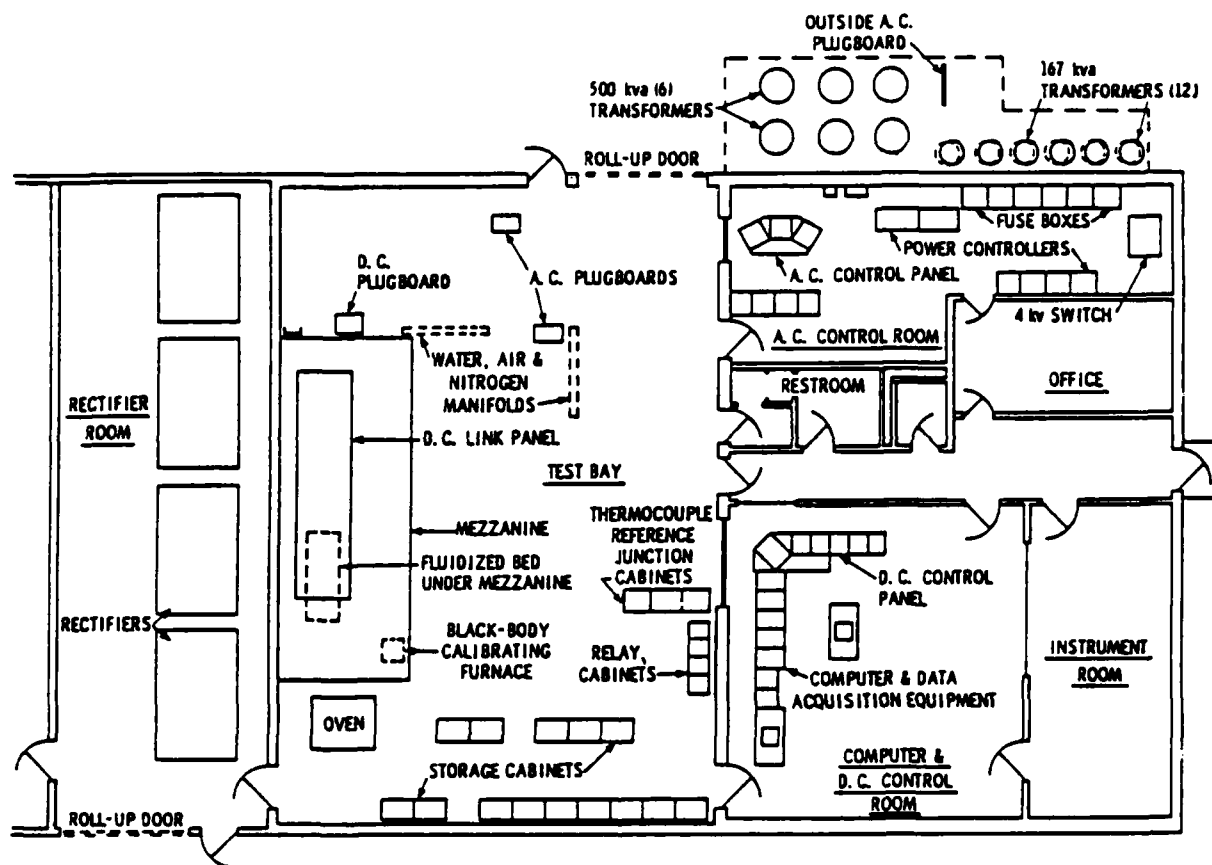 OUTSIDE A. C.
PLUGBOARD
500 kva (6)
TRANSFORMERS
167 kva
TRANSFORMERS (12)
ROLL-UP DOOR
FUSE BOXES
POWER CONTROLLERS
A. C. CONTROL PANEL
4 kv SWITCH
A. C. CONTROL ROOM
D. C.
PLUGBOARD
A. C. PLUGBOARDS
WATER, AIR &
NITROGEN
MANIFOLDS
RESTROOM
OFFICE
RECTIFIER
ROOM
D. C. LINK PANEL
TEST BAY
MEZZANINE
THERMOCOUPLE
REFERENCE
JUNCTION
CABINETS
FLUIDIZED BED
UNDER MEZZANINE
D. C. CONTROL
PANEL
RECTIFIERS
BLACK-BODY
CALIBRATING
FURNACE
RELAY
CABINETS
INSTRUMENT
ROOM
COMPUTER & DATA
ACQUISITION EQUIPMENT
OVEN
STORAGE CABINETS
COMPUTER &
D. C. CONTROL
ROOM
ROLL-UP DOOR